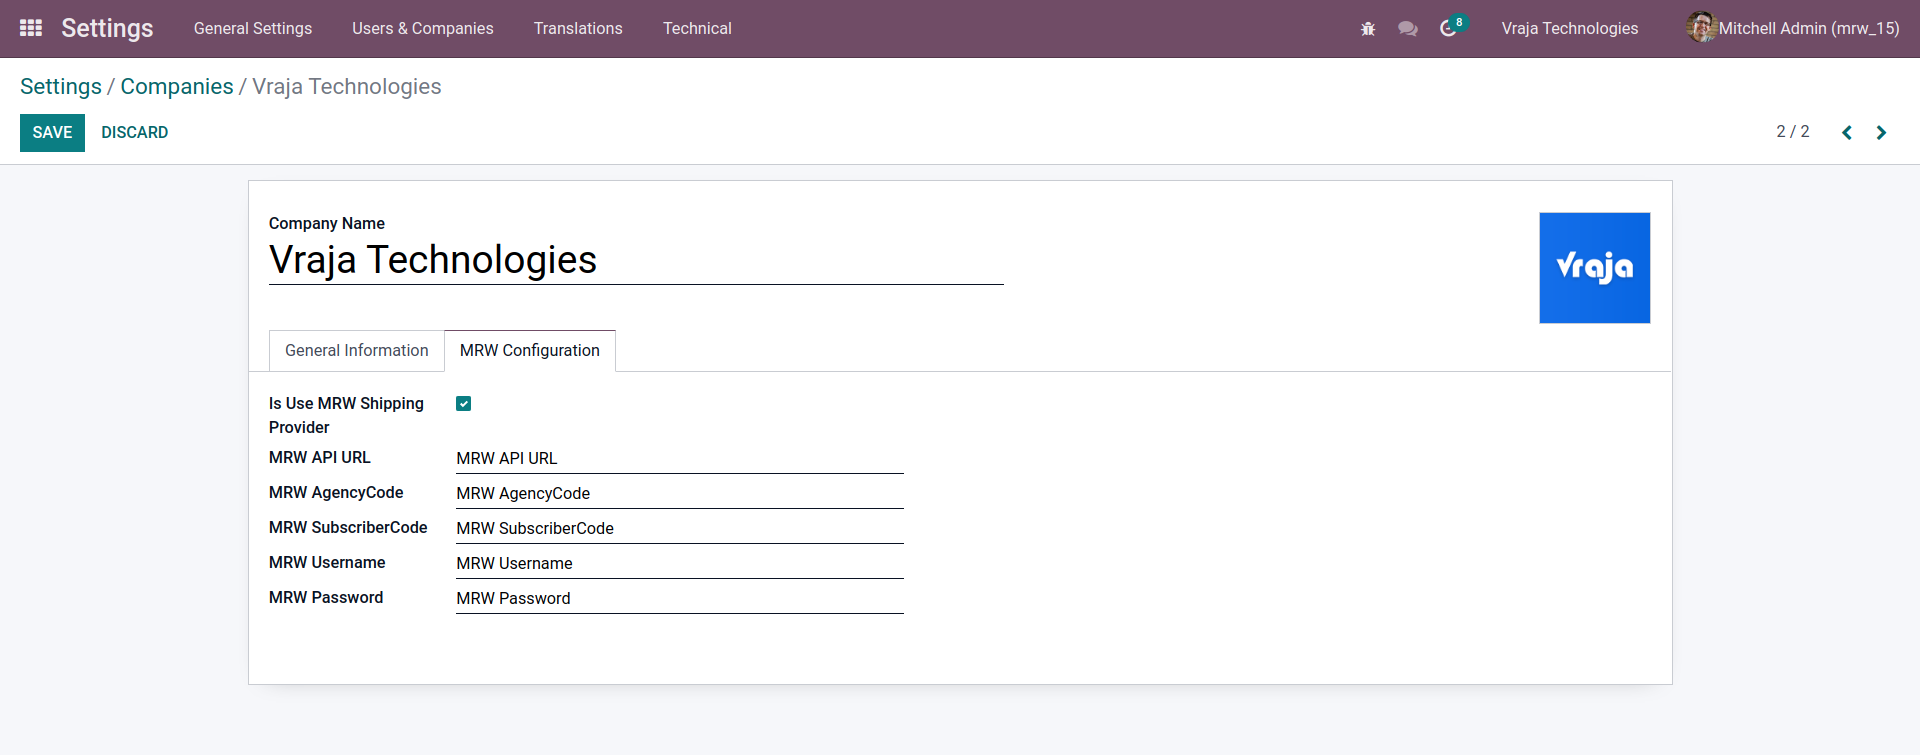 Settings General Settings Users & Companies Translations Technical 8 Vraja Technologies Mitchell Admin (mrw_15)
Settings / Companies / Vraja Technologies
SAVE DISCARD 2 / 2
Company Name
Vraja Technologies
vraja
General Information MRW Configuration
Is Use MRW Shipping
Provider
MRW API URL MRW API URL
MRW AgencyCode MRW AgencyCode
MRW SubscriberCode MRW SubscriberCode
MRW Username MRW Username
MRW Password MRW Password